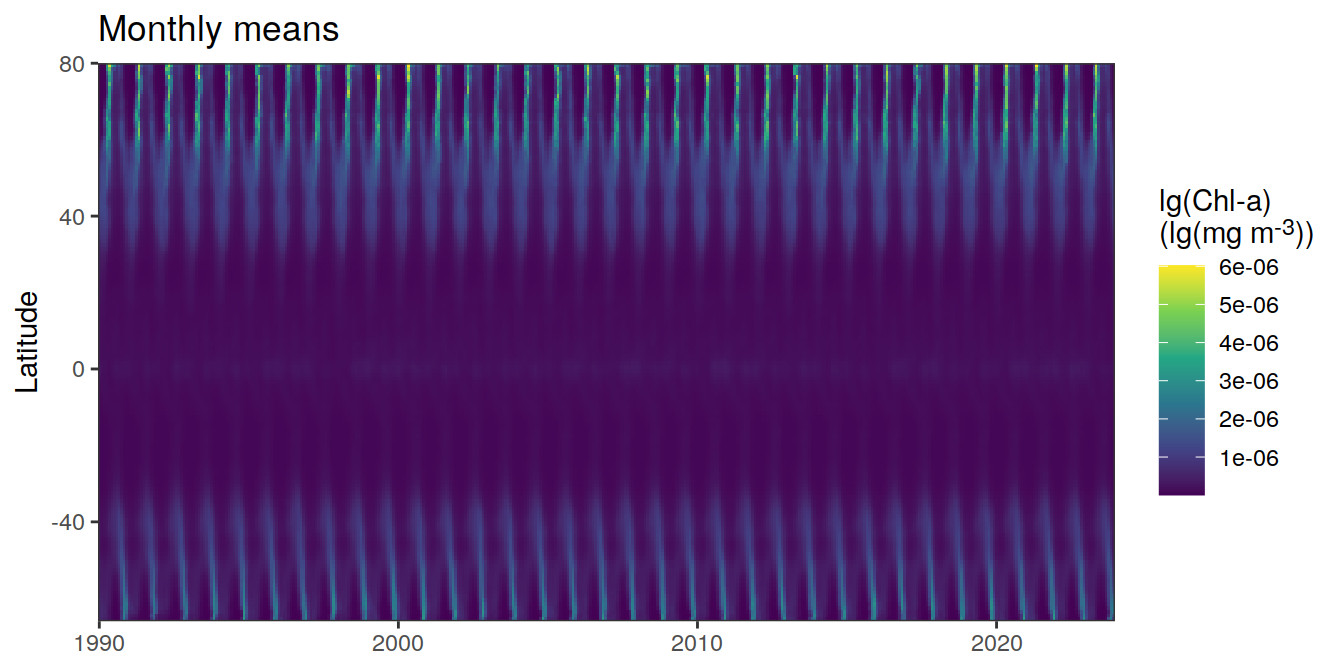 Monthly means
80
40
0
-40
Latitude
1990 2000 2010 2020
lg(Chl-a)
(lg(mg m⁻³))
6e-06
5e-06
4e-06
3e-06
2e-06
1e-06